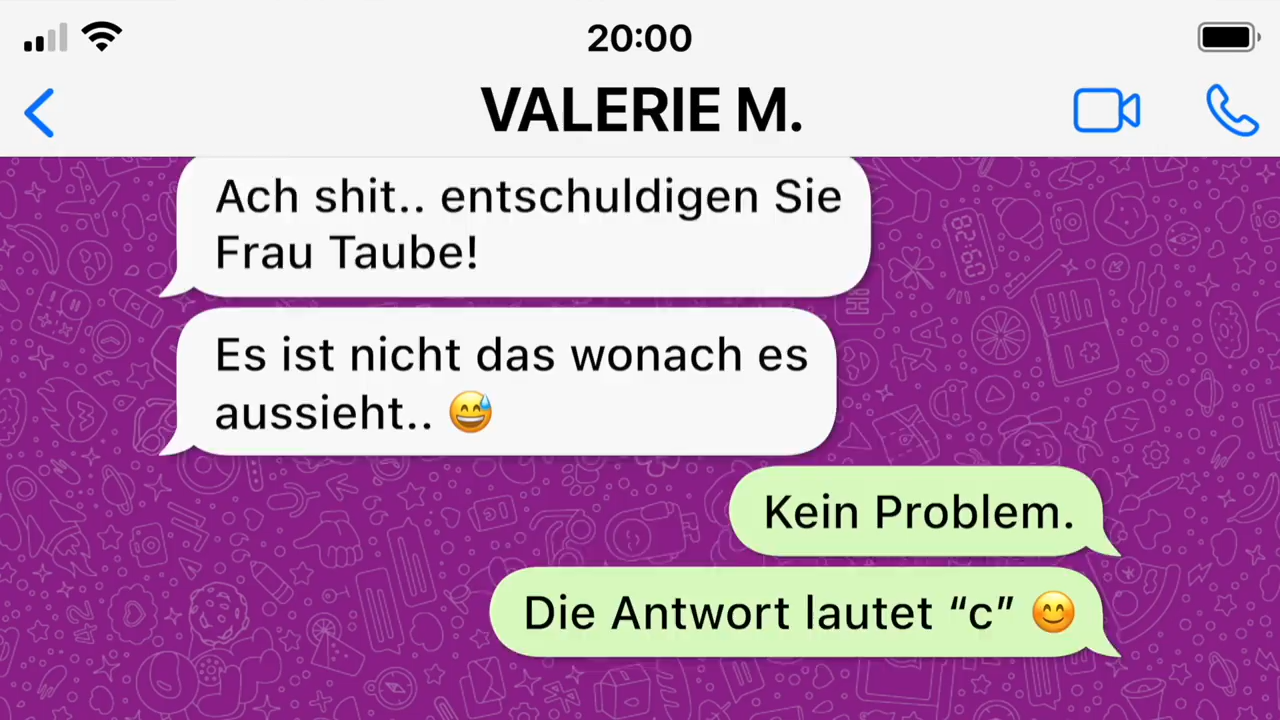 20:00
VALERIE M.
Ach shit.. entschuldigen Sie
Frau Taube!
Es ist nicht das wonach es
aussieht.. 😅
Kein Problem.
Die Antwort lautet “c” 😊